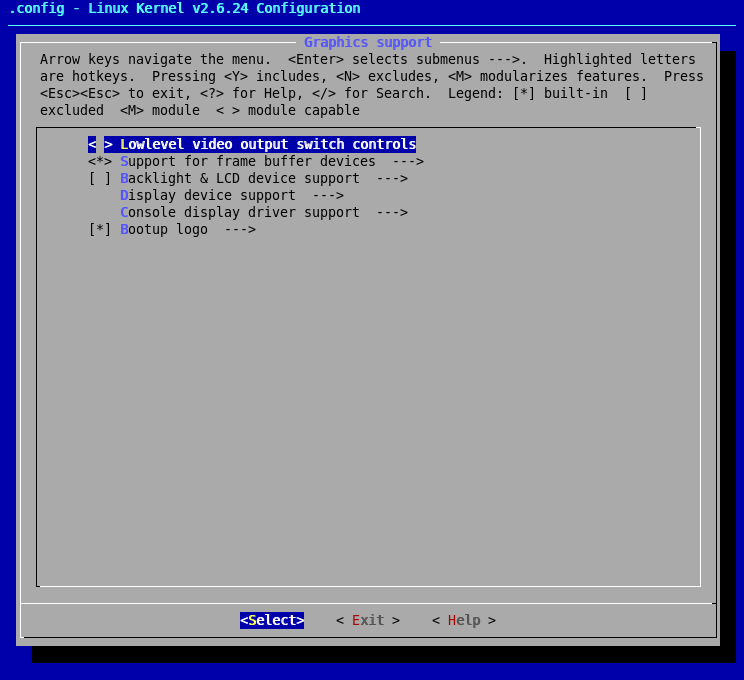 .config - Linux Kernel v2.6.24 Configuration
Graphics support
Arrow keys navigate the menu.  <Enter> selects submenus --->.  Highlighted letters
are hotkeys.  Pressing <Y> includes, <N> excludes, <M> modularizes features.  Press
<Esc><Esc> to exit, <?> for Help, </> for Search.  Legend: [*] built-in  [ ]
excluded  <M> module  < > module capable
< > Lowlevel video output switch controls
<*> Support for frame buffer devices  --->
[ ] Backlight & LCD device support  --->
Display device support  --->
Console display driver support  --->
[*] Bootup logo  --->
<Select>    < Exit >    < Help >